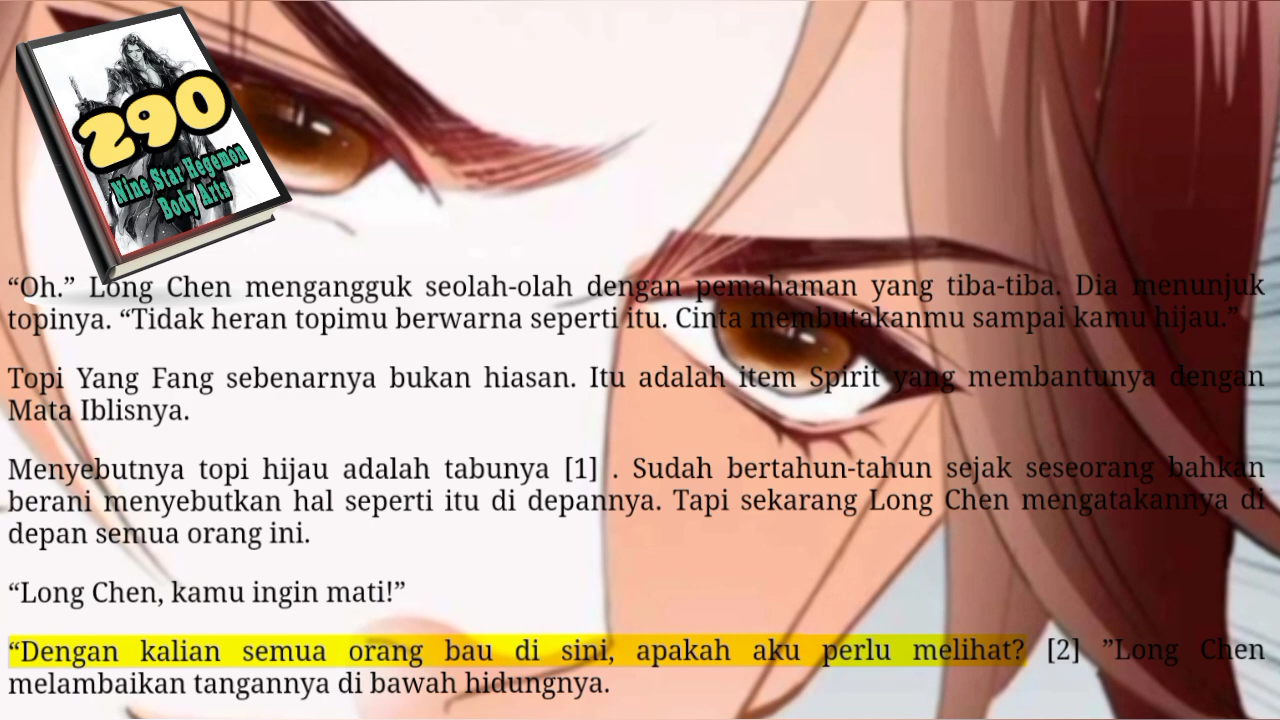 290
Nine Star Hegemon
Body Arts
“Oh.” Long Chen mengangguk seolah-olah dengan pemahaman yang tiba-tiba. Dia menunjuk
topinya. “Tidak heran topimu berwarna seperti itu. Cinta membutakanmu sampai kamu hijau.”
Topi Yang Fang sebenarnya bukan hiasan. Itu adalah item Spirit yang membantunya dengan
Mata Iblisnya.
Menyebutnya topi hijau adalah tabunya [1] . Sudah bertahun-tahun sejak seseorang bahkan
berani menyebutkan hal seperti itu di depannya. Tapi sekarang Long Chen mengatakannya di
depan semua orang ini.
“Long Chen, kamu ingin mati!”
“Dengan kalian semua orang bau di sini, apakah aku perlu melihat? [2] ”Long Chen
melambaikan tangannya di bawah hidungnya.